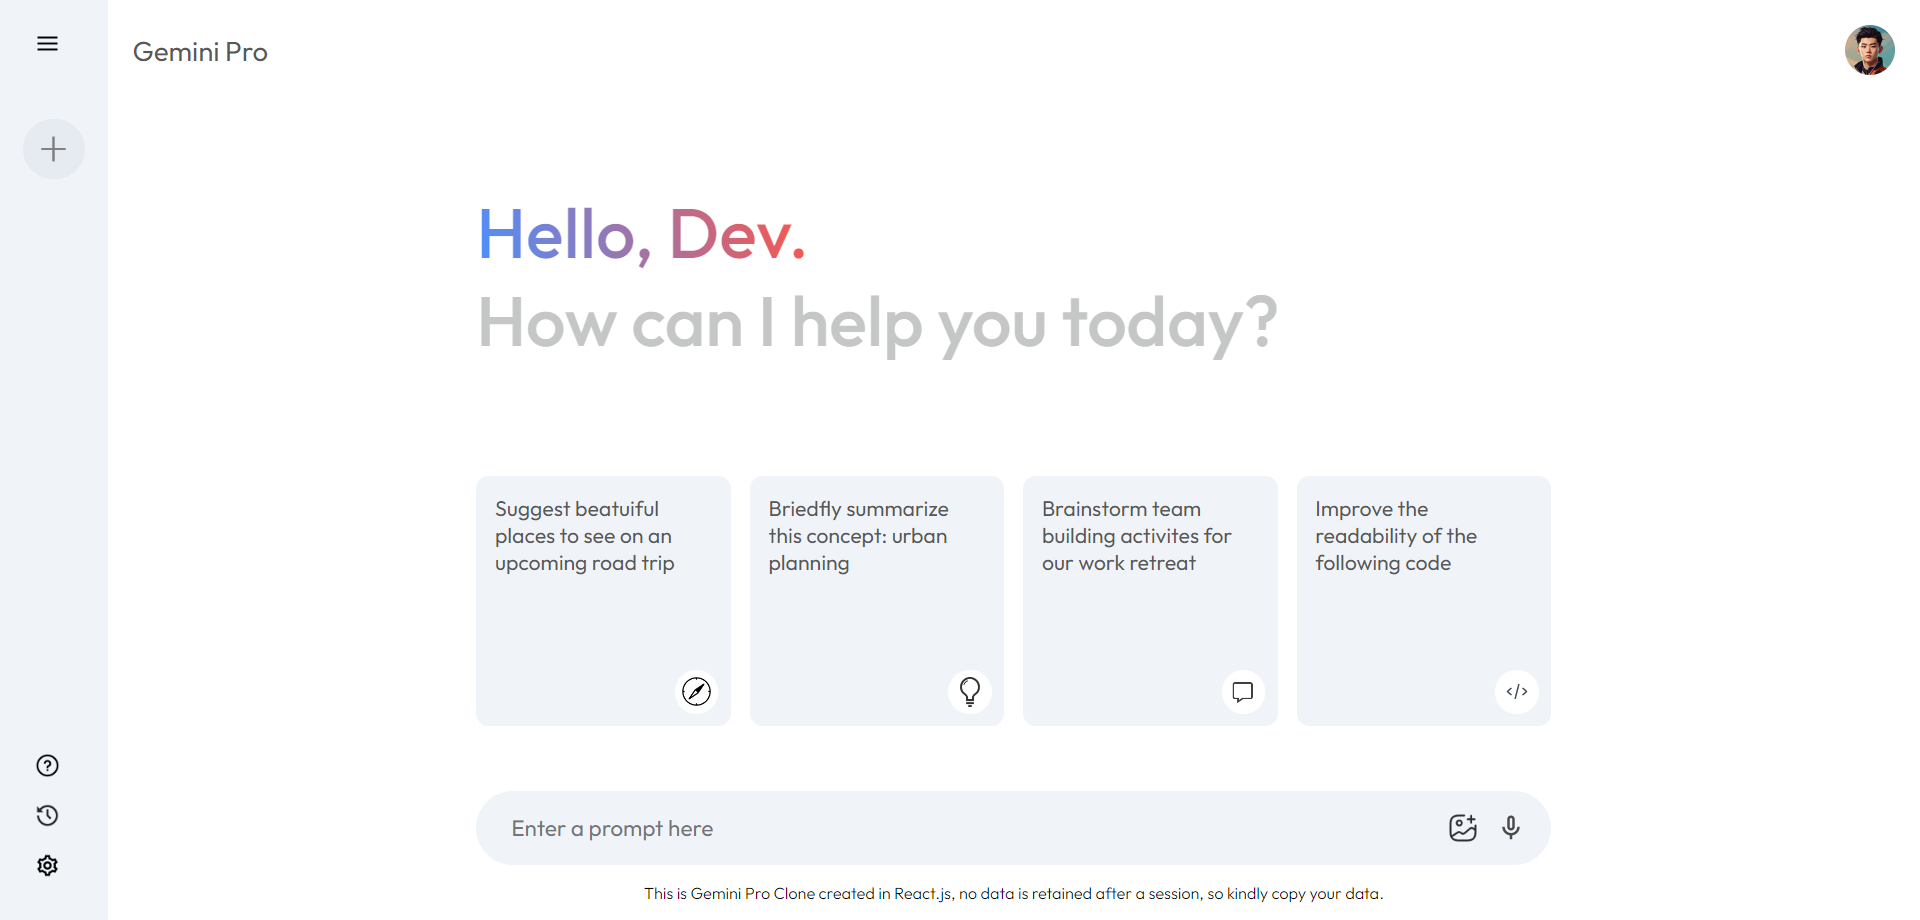 Gemini Pro
Hello, Dev.
How can I help you today?
Suggest beatuiful
places to see on an
upcoming road trip
Briedfly summarize
this concept: urban
planning
Brainstorm team
building activites for
our work retreat
Improve the
readability of the
following code
Enter a prompt here
This is Gemini Pro Clone created in React.js, no data is retained after a session, so kindly copy your data.